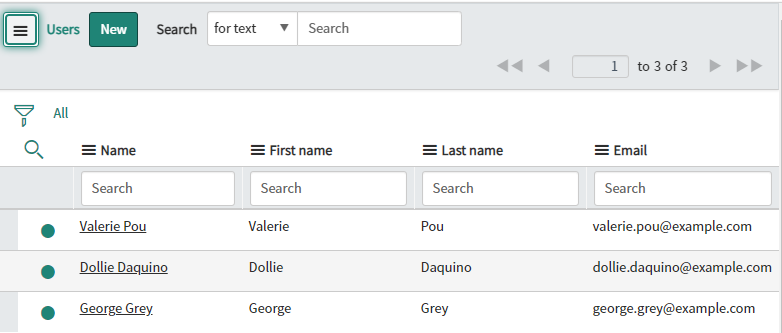 Users New Search for text Search
1 to 3 of 3
All
Name First name Last name Email
Search Search Search Search
Valerie Pou Valerie Pou valerie.pou@example.com
Dollie Daquino Dollie Daquino dollie.daquino@example.com
George Grey George Grey george.grey@example.com